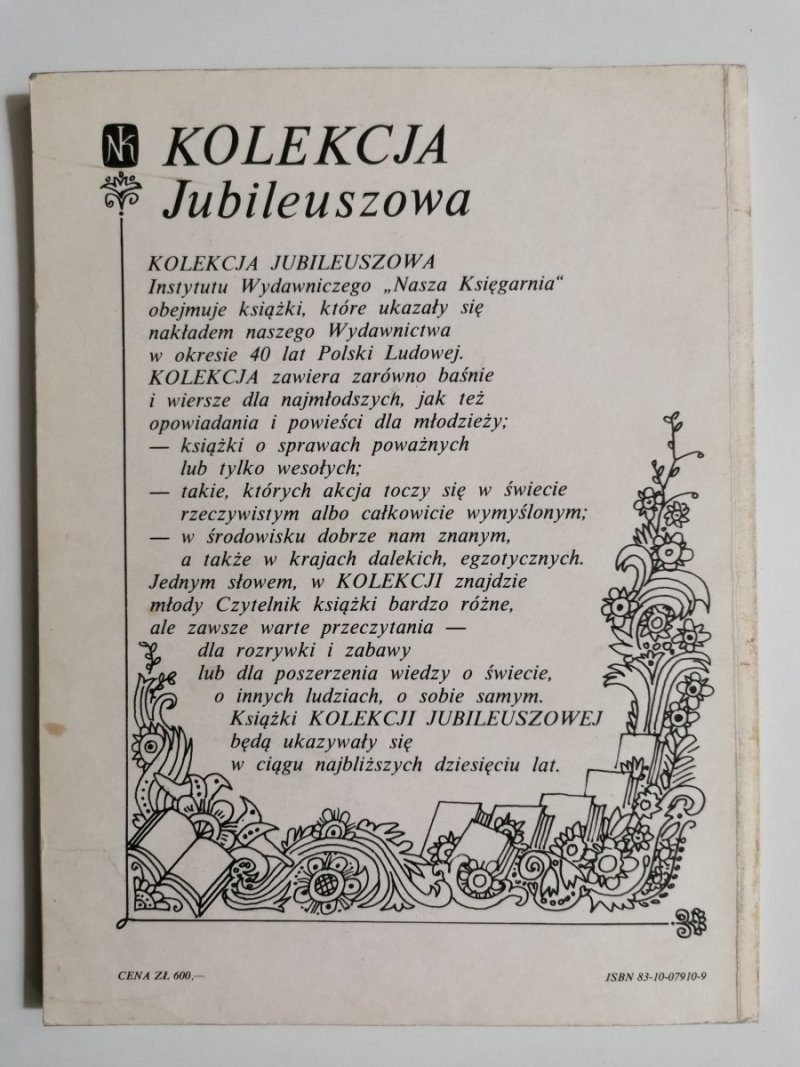 NK
KOLEKCJA
Jubileuszowa
KOLEKCJA JUBILEUSZOWA
Instytutu Wydawniczego „Nasza Księgarnia“
obejmuje książki, które ukazały się
nakładem naszego Wydawnictwa
w okresie 40 lat Polski Ludowej.
KOLEKCJA zawiera zarówno baśnie
i wiersze dla najmłodszych, jak też
opowiadania i powieści dla młodzieży;
— książki o sprawach poważnych
lub tylko wesołych;
— takie, których akcja toczy się w świecie
rzeczywistym albo całkowicie wymyślonym;
— w środowisku dobrze nam znanym,
a także w krajach dalekich, egzotycznych.
Jednym słowem, w KOLEKCJI znajdzie
młody Czytelnik książki bardzo różne,
ale zawsze warte przeczytania —
dla rozrywki i zabawy
lub dla poszerzenia wiedzy o świecie,
o innych ludziach, o sobie samym.
Książki KOLEKCJI JUBILEUSZOWEJ
będą ukazywały się
w ciągu najbliższych dziesięciu lat.
CENA ZŁ 600,—
ISBN 83-10-07910-9